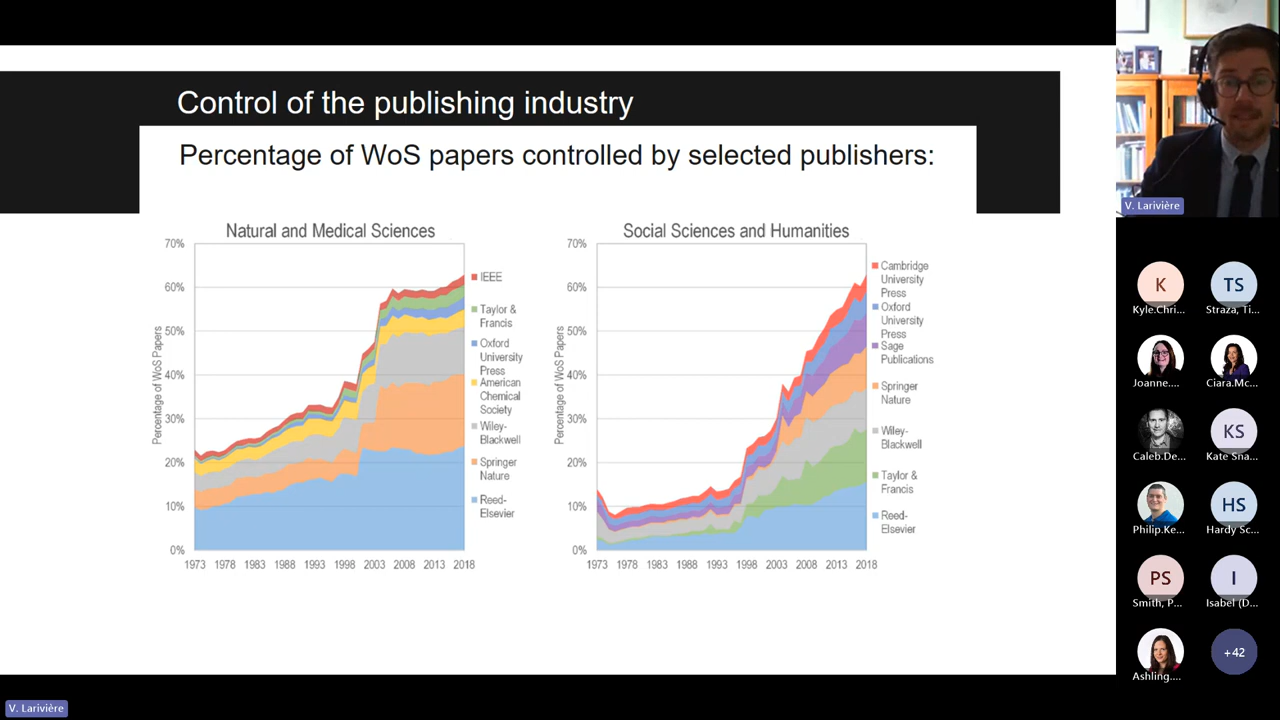 Control of the publishing industry
Percentage of WoS papers controlled by selected publishers:
Natural and Medical Sciences
Percentage of WoS Papers
70%
60%
50%
40%
30%
20%
10%
0%
1973 1978 1983 1988 1993 1998 2003 2008 2013 2018
IEEE
Taylor &
Francis
Oxford
University
Press
American
Chemical
Society
Wiley-
Blackwell
Springer
Nature
Reed-
Elsevier
Social Sciences and Humanities
Percentage of WoS Papers
70%
60%
50%
40%
30%
20%
10%
0%
1973 1978 1983 1988 1993 1998 2003 2008 2013 2018
Cambridge
University
Press
Oxford
University
Press
Sage
Publications
Springer
Nature
Wiley-
Blackwell
Taylor &
Francis
Reed-
Elsevier
V. Larivière
K
Kyle.Chri...
TS
Straza, Ti...
Joanne....
Ciara.Mc...
Caleb.De...
KS
Kate Sna...
Philip.Ke...
HS
Hardy Sc...
PS
Smith, P...
I
Isabel (D...
Ashling....
+42
V. Larivière